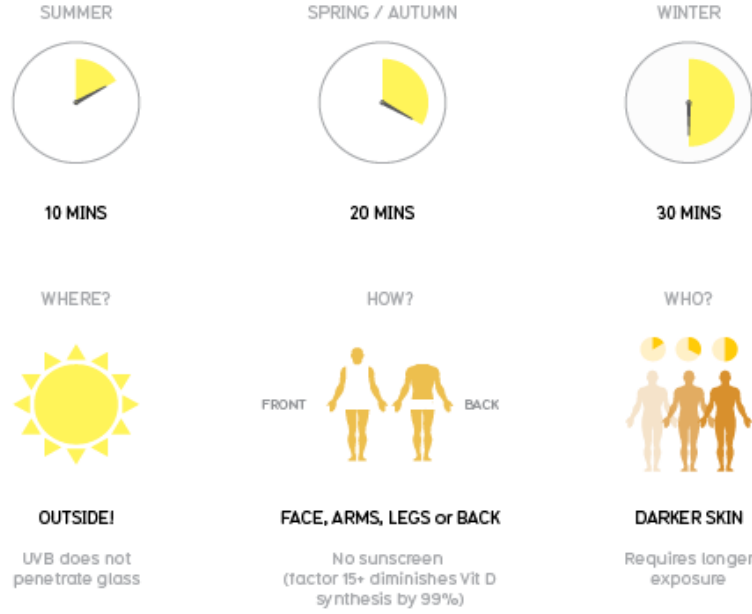 SUMMER
SPRING / AUTUMN
WINTER
10 MINS
20 MINS
30 MINS
WHERE?
HOW?
WHO?
FRONT
BACK
OUTSIDE!
FACE, ARMS, LEGS or BACK
DARKER SKIN
UVB does not
penetrate glass
No sunscreen
(factor 15+ diminishes Vit D
synthesis by 99%)
Requires longer
exposure